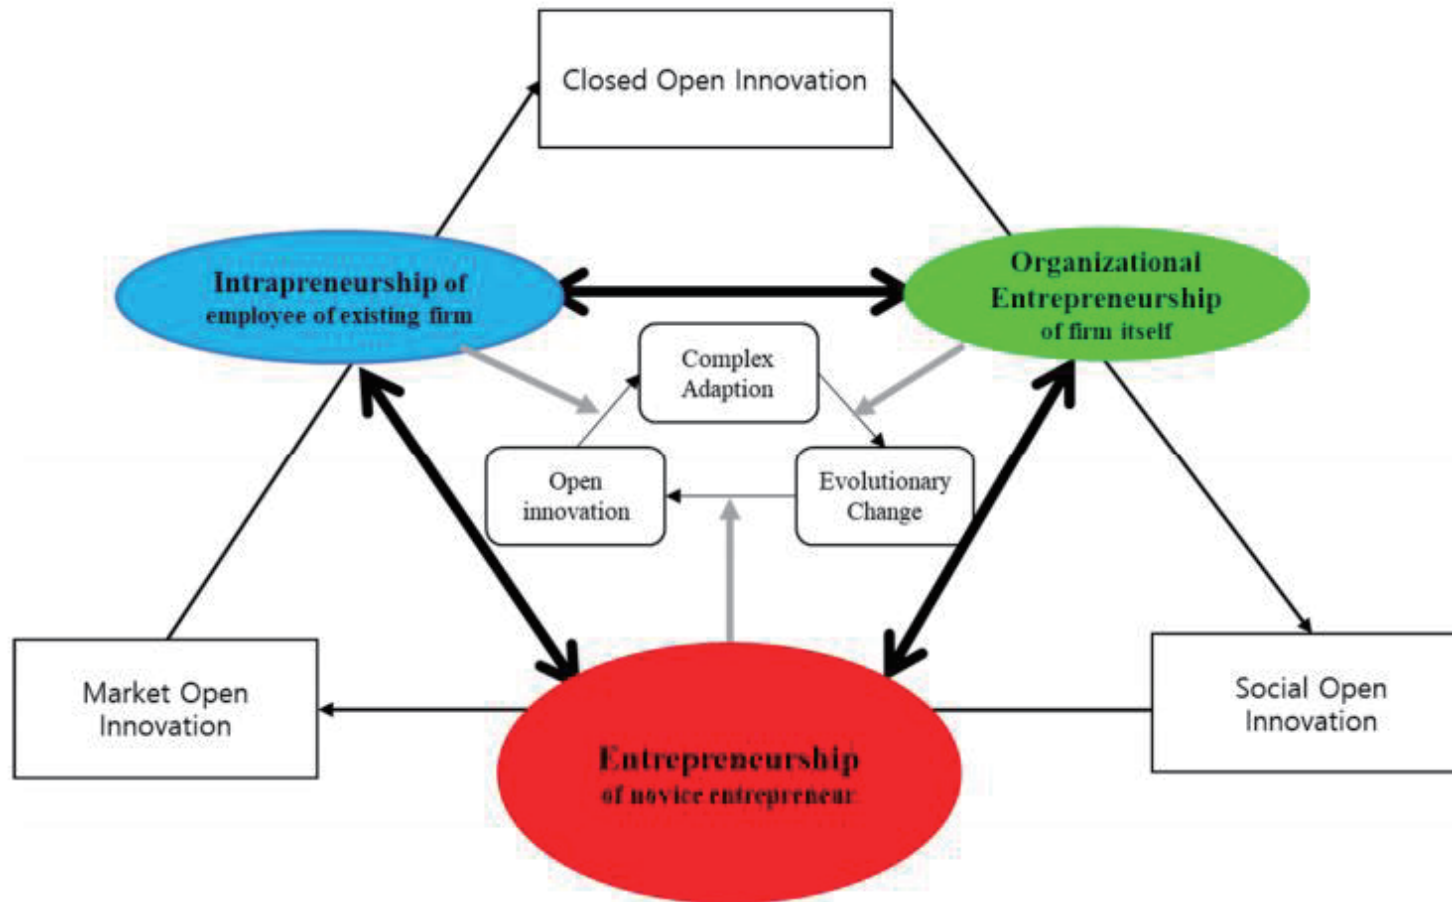 Closed Open Innovation
Intrapreneurship of
employee of existing firm
Organizational
Entrepreneurship
of firm itself
Complex
Adaption
Open
innovation
Evolutionary
Change
Market Open
Innovation
Social Open
Innovation
Entrepreneurship
of novice entrepreneur